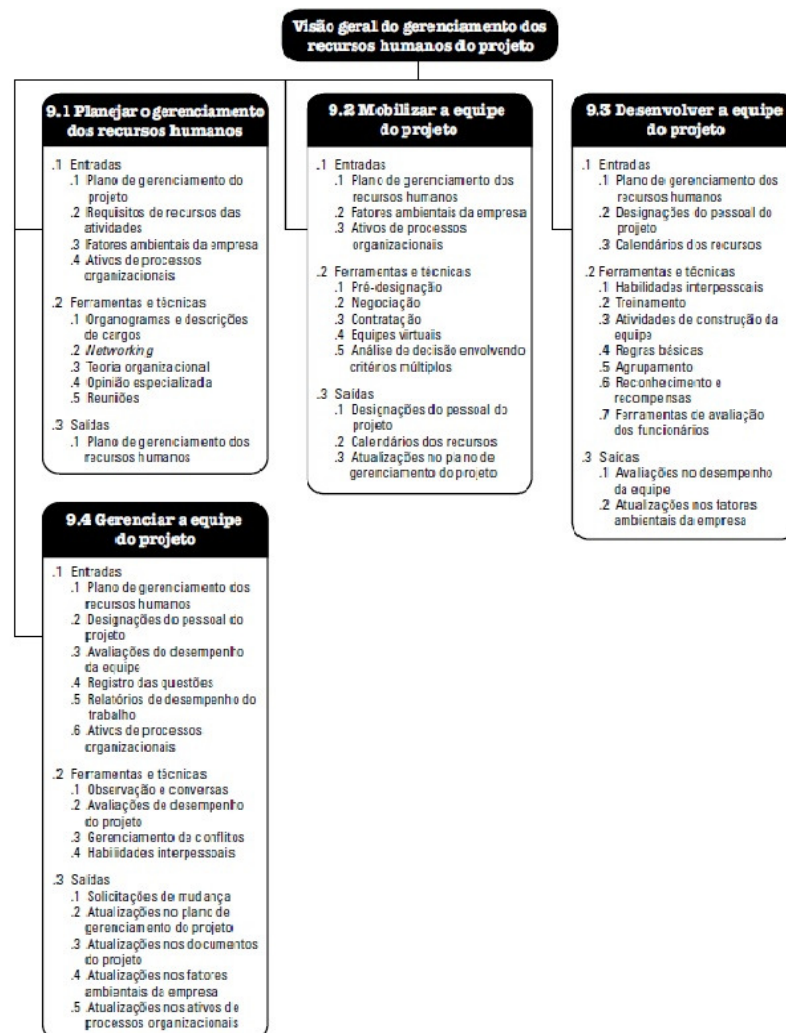 Visão geral do gerenciamento dos
recursos humanos do projeto
9.1 Planejar o gerenciamento
dos recursos humanos
.1 Entradas
.1 Plano de gerenciamento do
projeto
.2 Requisitos de recursos das
atividades
.3 Fatores ambientais da empresa
.4 Ativos de processos
organizacionais
.2 Ferramentas e técnicas
.1 Organogramas e descrições
de cargos
.2 Networking
.3 Teoria organizacional
.4 Opinião especializada
.5 Reuniões
.3 Saídas
.1 Plano de gerenciamento dos
recursos humanos
9.2 Mobilizar a equipe
do projeto
.1 Entradas
.1 Plano de gerenciamento dos
recursos humanos
.2 Fatores ambientais da empresa
.3 Ativos de processos
organizacionais
.2 Ferramentas e técnicas
.1 Pré-designação
.2 Negociação
.3 Contratação
.4 Equipes virtuais
.5 Análise de decisão envolvendo
critérios múltiplos
.3 Saídas
.1 Designações do pessoal do
projeto
.2 Calendários dos recursos
.3 Atualizações no plano de
gerenciamento do projeto
9.3 Desenvolver a equipe
do projeto
.1 Entradas
.1 Plano de gerenciamento dos
recursos humanos
.2 Designações do pessoal do
projeto
.3 Calendários dos recursos
.2 Ferramentas e técnicas
.1 Habilidades interpessoais
.2 Treinamento
.3 Atividades de construção da
equipe
.4 Regras básicas
.5 Agrupamento
.6 Reconhecimento e
recompensas
.7 Ferramentas de avaliação
dos funcionários
.3 Saídas
.1 Avaliações no desempenho
da equipe
.2 Atualizações nos fatores
ambientais da empresa
9.4 Gerenciar a equipe
do projeto
.1 Entradas
.1 Plano de gerenciamento dos
recursos humanos
.2 Designações do pessoal do
projeto
.3 Avaliações do desempenho
da equipe
.4 Registro das questões
.5 Relatórios de desempenho do
trabalho
.6 Ativos de processos
organizacionais
.2 Ferramentas e técnicas
.1 Observação e conversas
.2 Avaliações de desempenho
do projeto
.3 Gerenciamento de conflitos
.4 Habilidades interpessoais
.3 Saídas
.1 Solicitações de mudança
.2 Atualizações no plano de
gerenciamento do projeto
.3 Atualizações nos documentos
do projeto
.4 Atualizações nos fatores
ambientais da empresa
.5 Atualizações nos ativos de
processos organizacionais